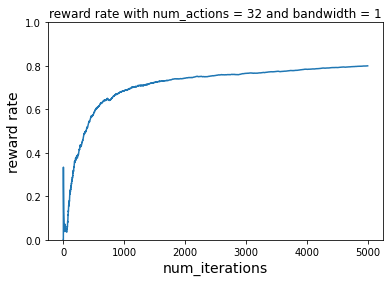 reward rate with num_actions = 32 and bandwidth = 1
1.0
0.8
0.6
0.4
0.2
0.0
reward rate
0 1000 2000 3000 4000 5000
num_iterations